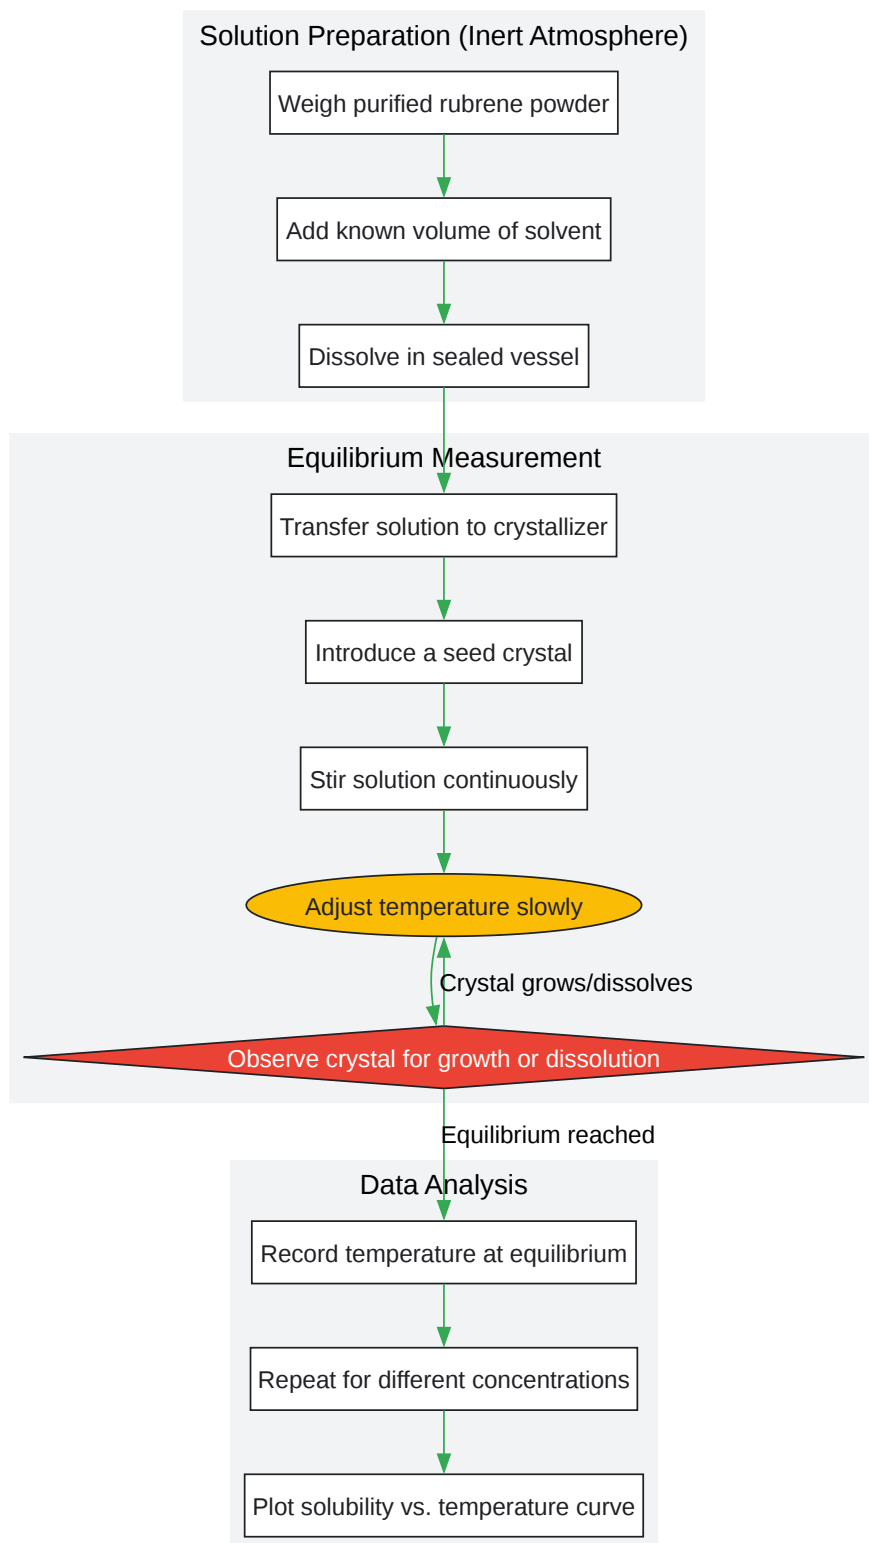 Solution Preparation (Inert Atmosphere)
Weigh purified rubrene powder
Add known volume of solvent
Dissolve in sealed vessel
Equilibrium Measurement
Transfer solution to crystallizer
Introduce a seed crystal
Stir solution continuously
Adjust temperature slowly
Crystal grows/dissolves
Observe crystal for growth or dissolution
Equilibrium reached
Data Analysis
Record temperature at equilibrium
Repeat for different concentrations
Plot solubility vs. temperature curve